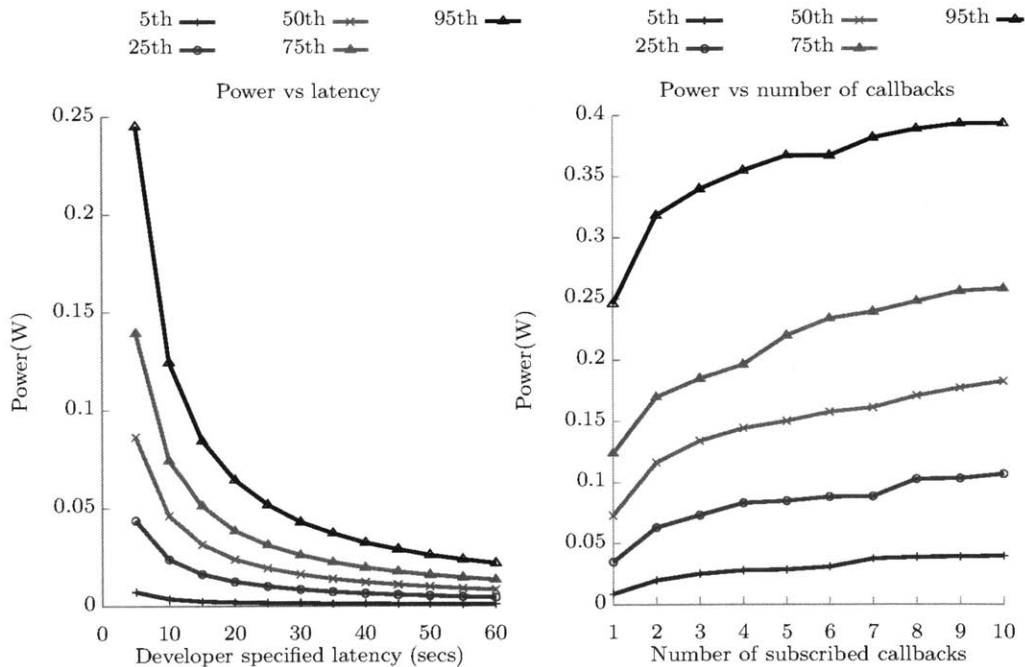 5th 50th 95th
25th 75th
Power vs latency
0.25
0.2
0.15
0.1
0.05
0
Power(W)
0 10 20 30 40 50 60
Developer specified latency (secs)
5th 50th 95th
25th 75th
Power vs number of callbacks
0.4
0.35
0.3
0.25
0.2
0.15
0.1
0.05
0
Power(W)
1 2 3 4 5 6 7 8 9 10
Number of subscribed callbacks